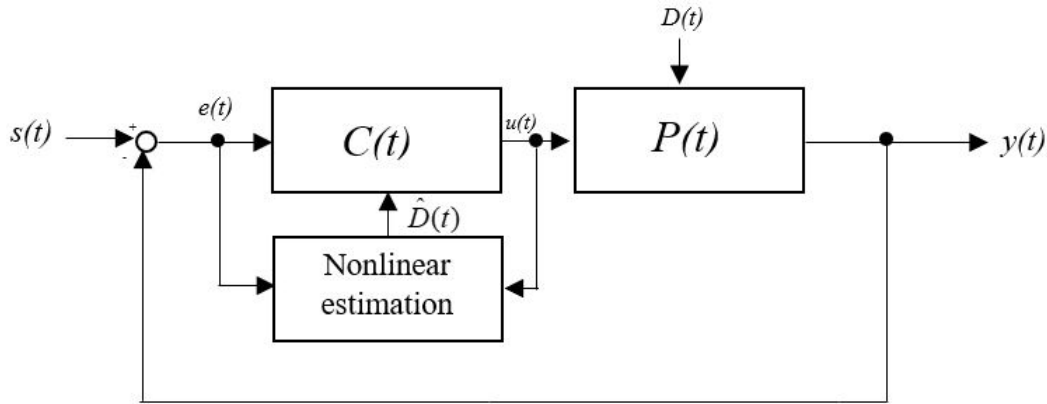 D(t)
s(t)
+
-
e(t)
C(t)
u(t)
P(t)
y(t)
D̂(t)
Nonlinear
estimation